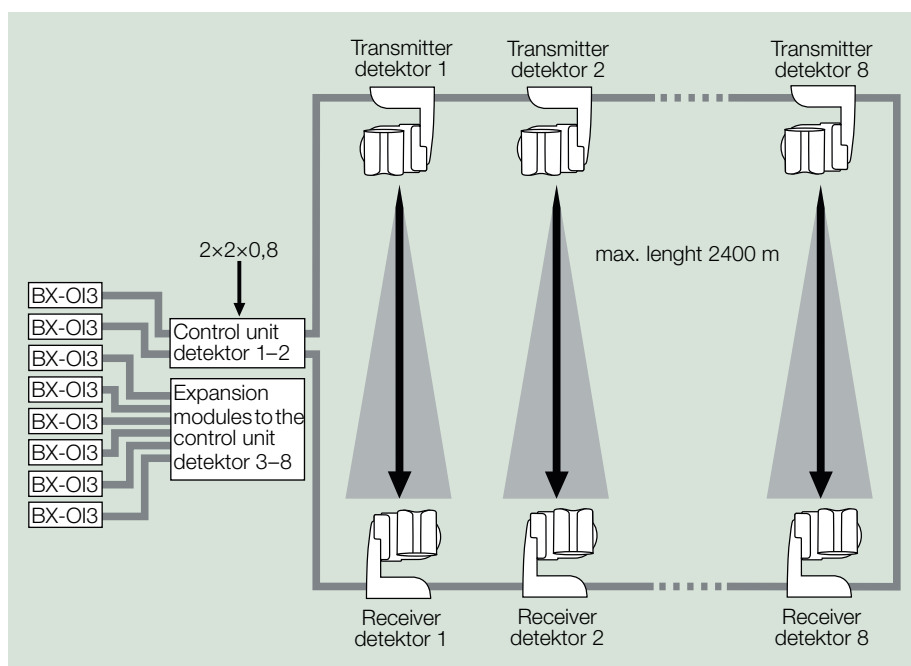 Transmitter
detektor 1
Transmitter
detektor 2
Transmitter
detektor 8
max. lenght 2400 m
2×2×0,8
BX-OI3
BX-OI3
BX-OI3
BX-OI3
BX-OI3
BX-OI3
BX-OI3
BX-OI3
Control unit
detektor 1–2
Expansion
modules to the
control unit
detektor 3–8
Receiver
detektor 1
Receiver
detektor 2
Receiver
detektor 8